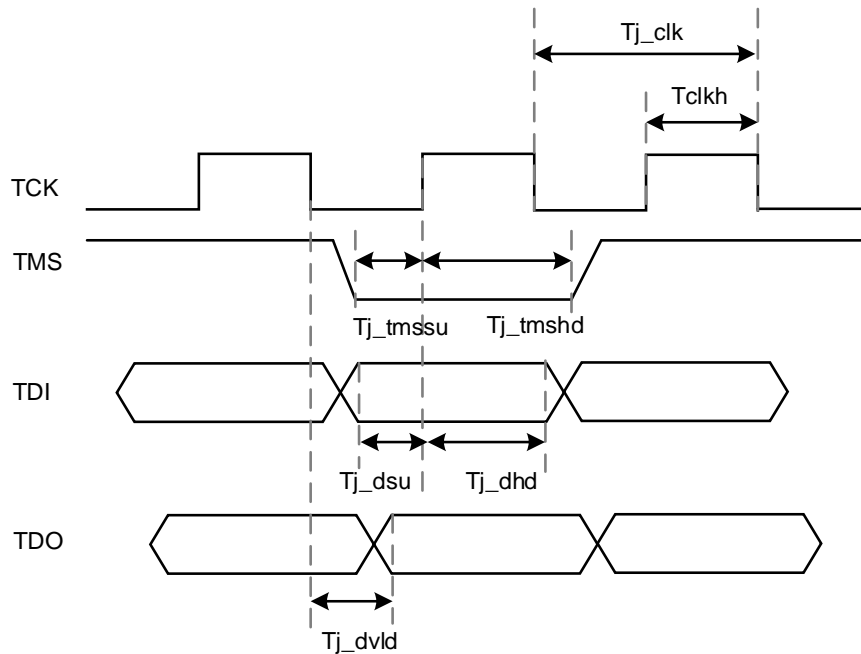 Tj_clk
Tclkh
TCK
TMS
Tj_tmssu
Tj_tmshd
TDI
Tj_dsu
Tj_dhd
TDO
Tj_dvld